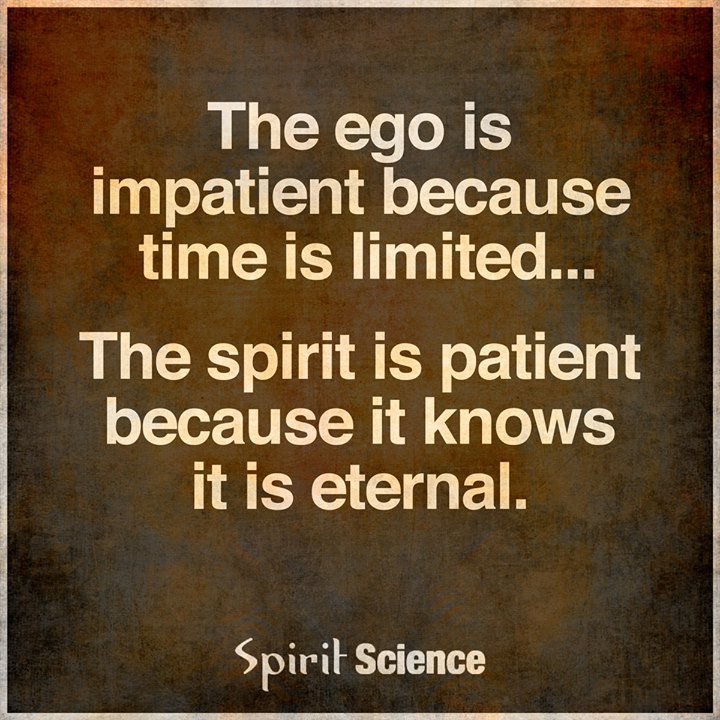 The ego is
impatient because
time is limited...
The spirit is patient
because it knows
it is eternal.
Spirit Science